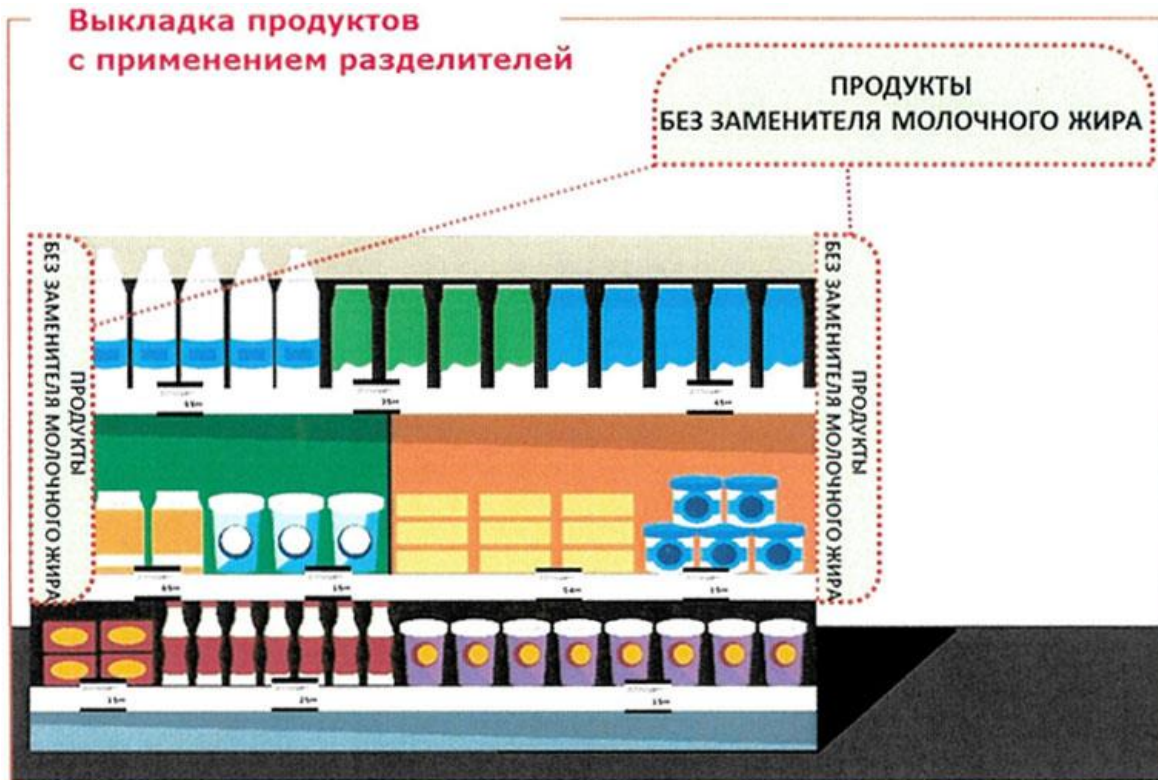 Выкладка продуктов
с применением разделителей
ПРОДУКТЫ
БЕЗ ЗАМЕНИТЕЛЯ МОЛОЧНОГО ЖИРА
ПРОДУКТЫ
БЕЗ ЗАМЕНИТЕЛЯ МОЛОЧНОГО ЖИРА
ПРОДУКТЫ
БЕЗ ЗАМЕНИТЕЛЯ МОЛОЧНОГО ЖИРА